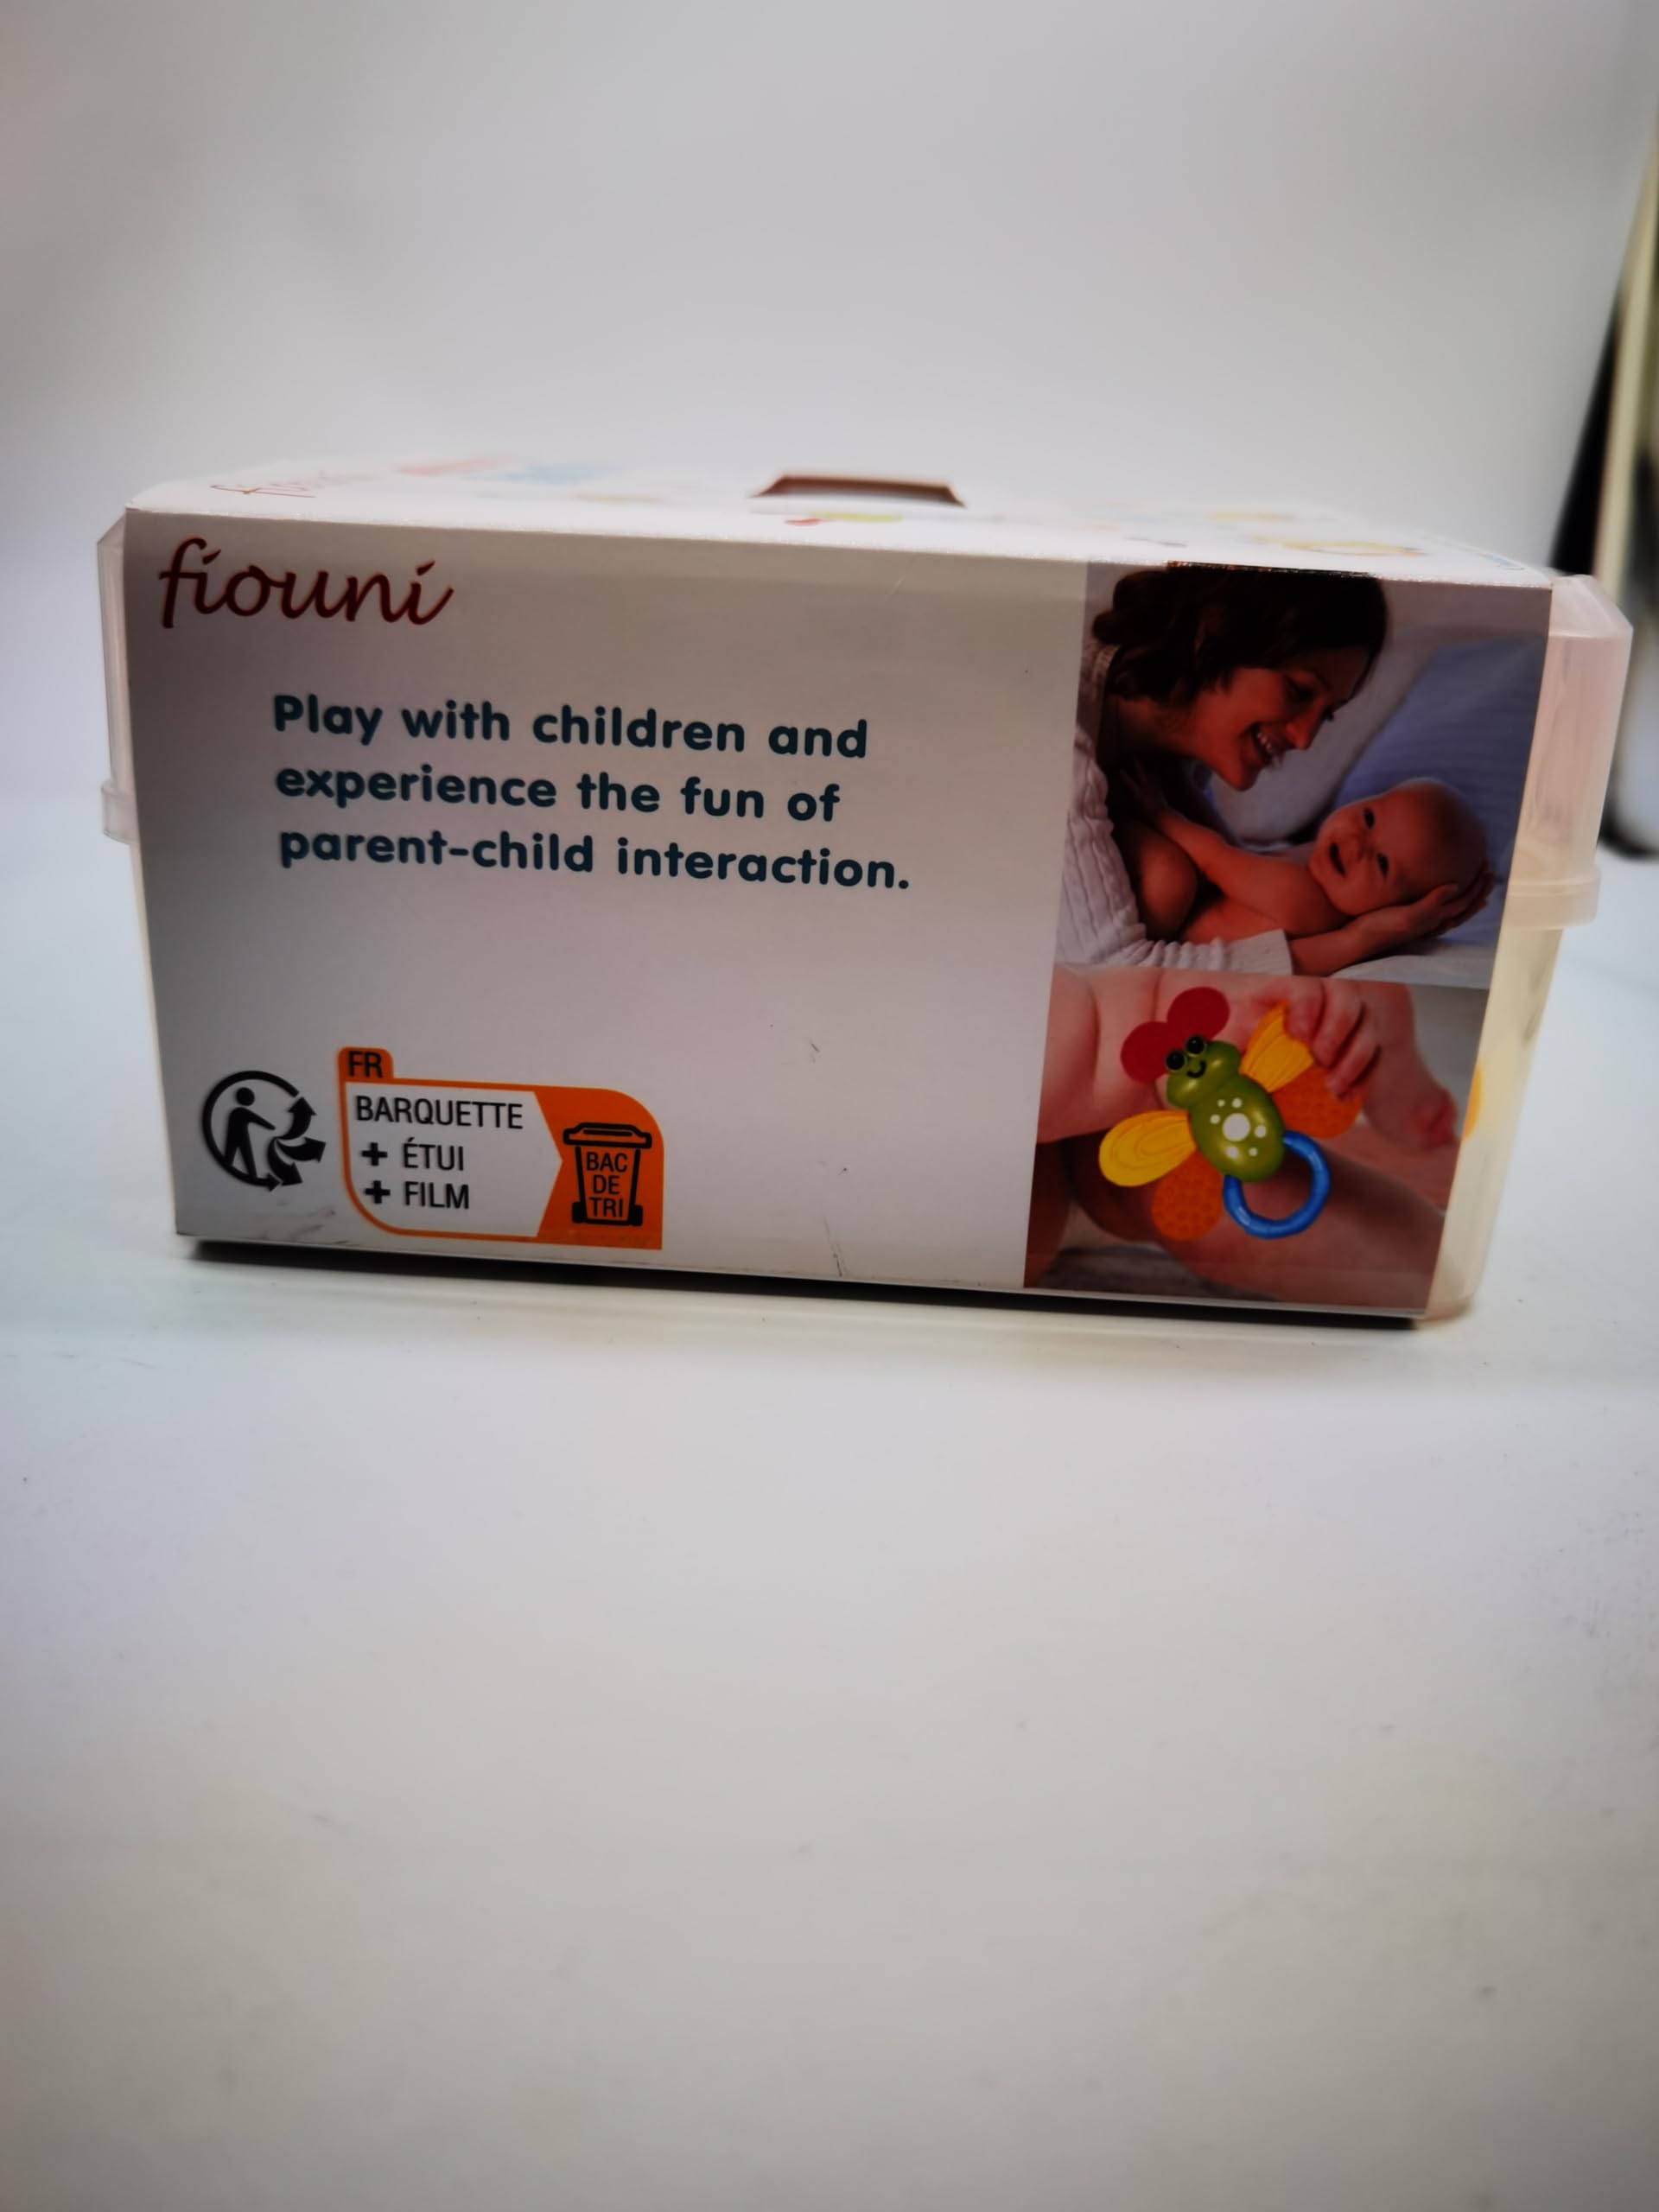 fiouni
Play with children and
experience the fun of
parent-child interaction.
FR
BARQUETTE
+ ÉTUI
+ FILM
BAC
DE
TRI